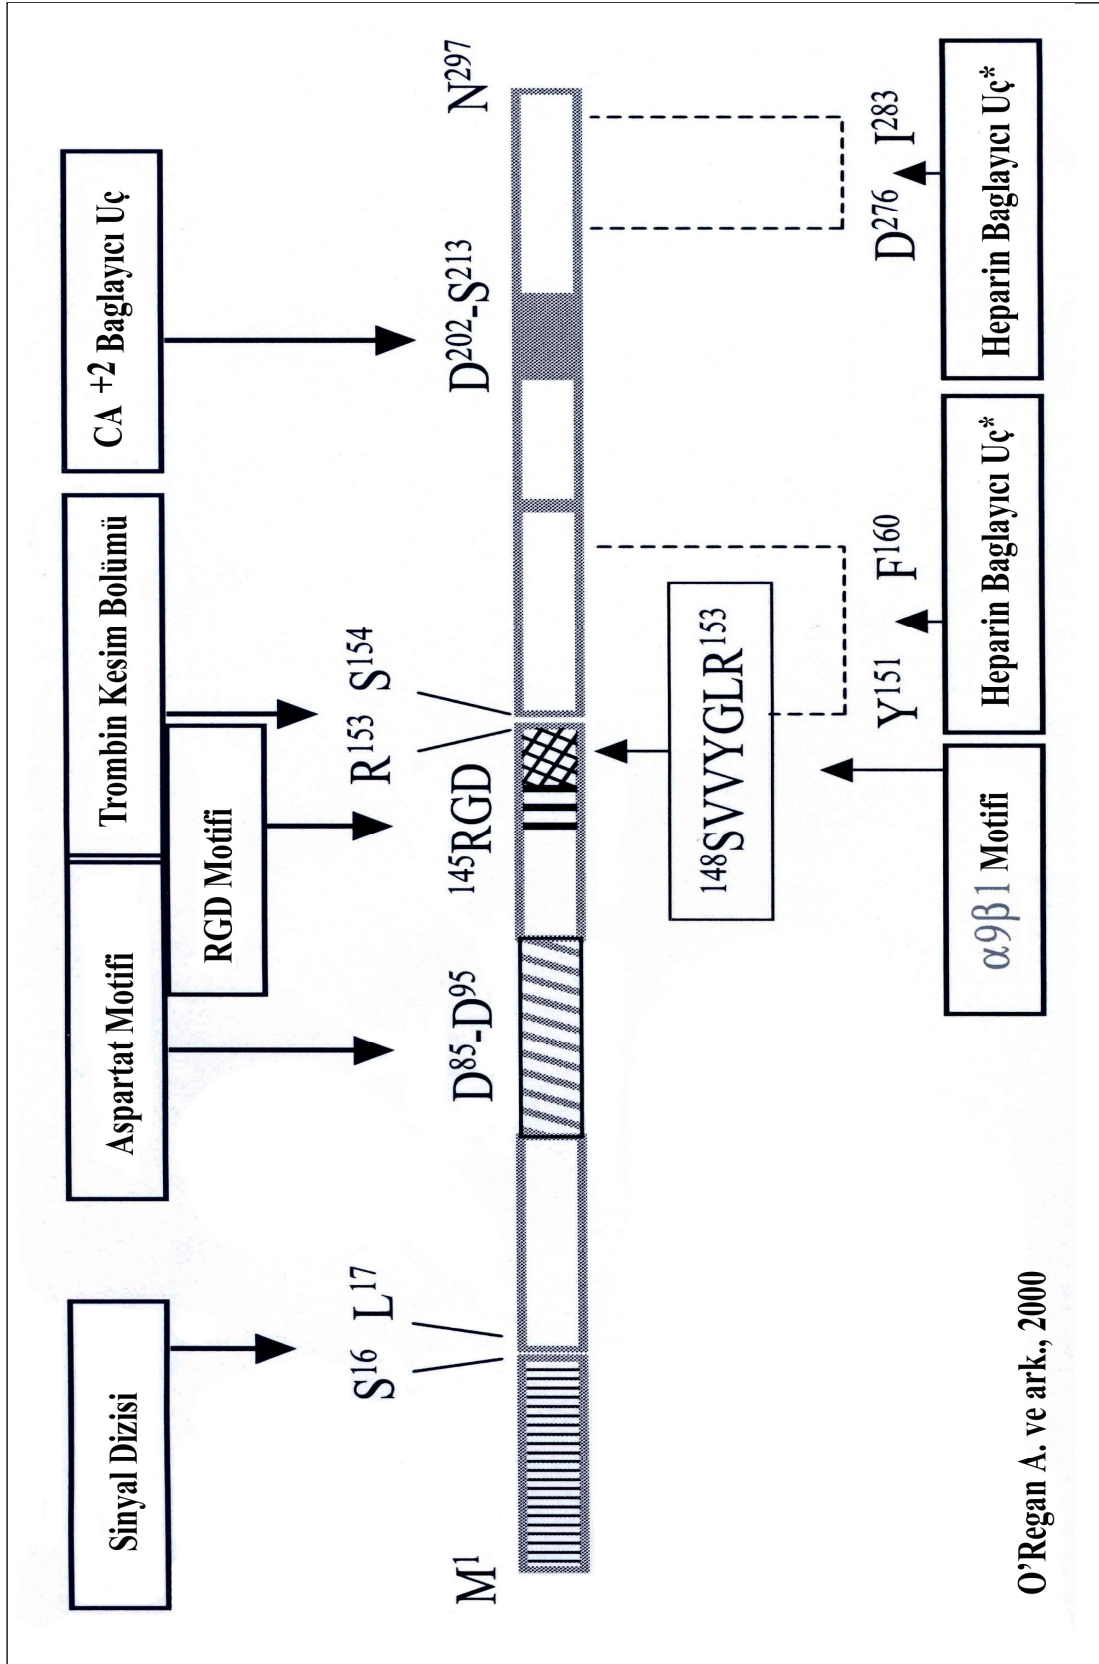 Sinyal Dizisi
Aspartat Motifi
Trombin Kesim Bolümü
CA +2 Baglayıcı Uç
RGD Motifi
S16 L17
R153 S154
M1
D85-D95
145RGD
D202-S213
N297
148SVVYGLR153
Y151 F160
D276 I283
α9β1 Motifi
Heparin Baglayıcı Uç*
Heparin Baglayıcı Uç*
O’Regan A. ve ark., 2000